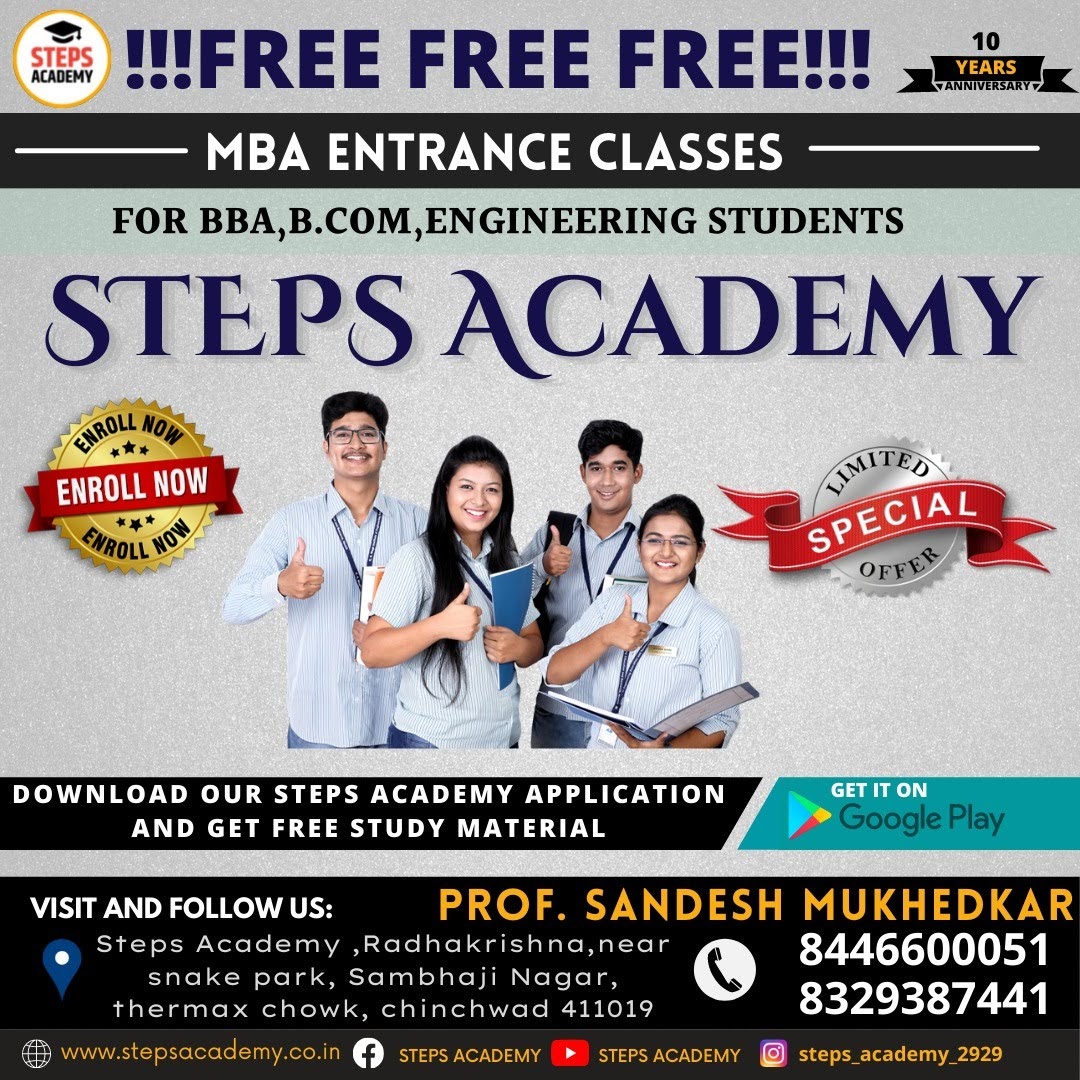 STEPS
ACADEMY
!!!FREE FREE FREE!!!
10
YEARS
ANNIVERSARY
MBA ENTRANCE CLASSES
FOR BBA,B.COM,ENGINEERING STUDENTS
STEPS ACADEMY
ENROLL NOW
ENROLL NOW
ENROLL NOW
LIMITED
SPECIAL
OFFER
DOWNLOAD OUR STEPS ACADEMY APPLICATION
AND GET FREE STUDY MATERIAL
GET IT ON
Google Play
VISIT AND FOLLOW US:
Steps Academy ,Radhakrishna,near
snake park, Sambhaji Nagar,
thermax chowk, chinchwad 411019
PROF. SANDESH MUKHEDKAR
8446600051
8329387441
www.stepsacademy.co.in STEPS ACADEMY STEPS ACADEMY steps_academy_2929